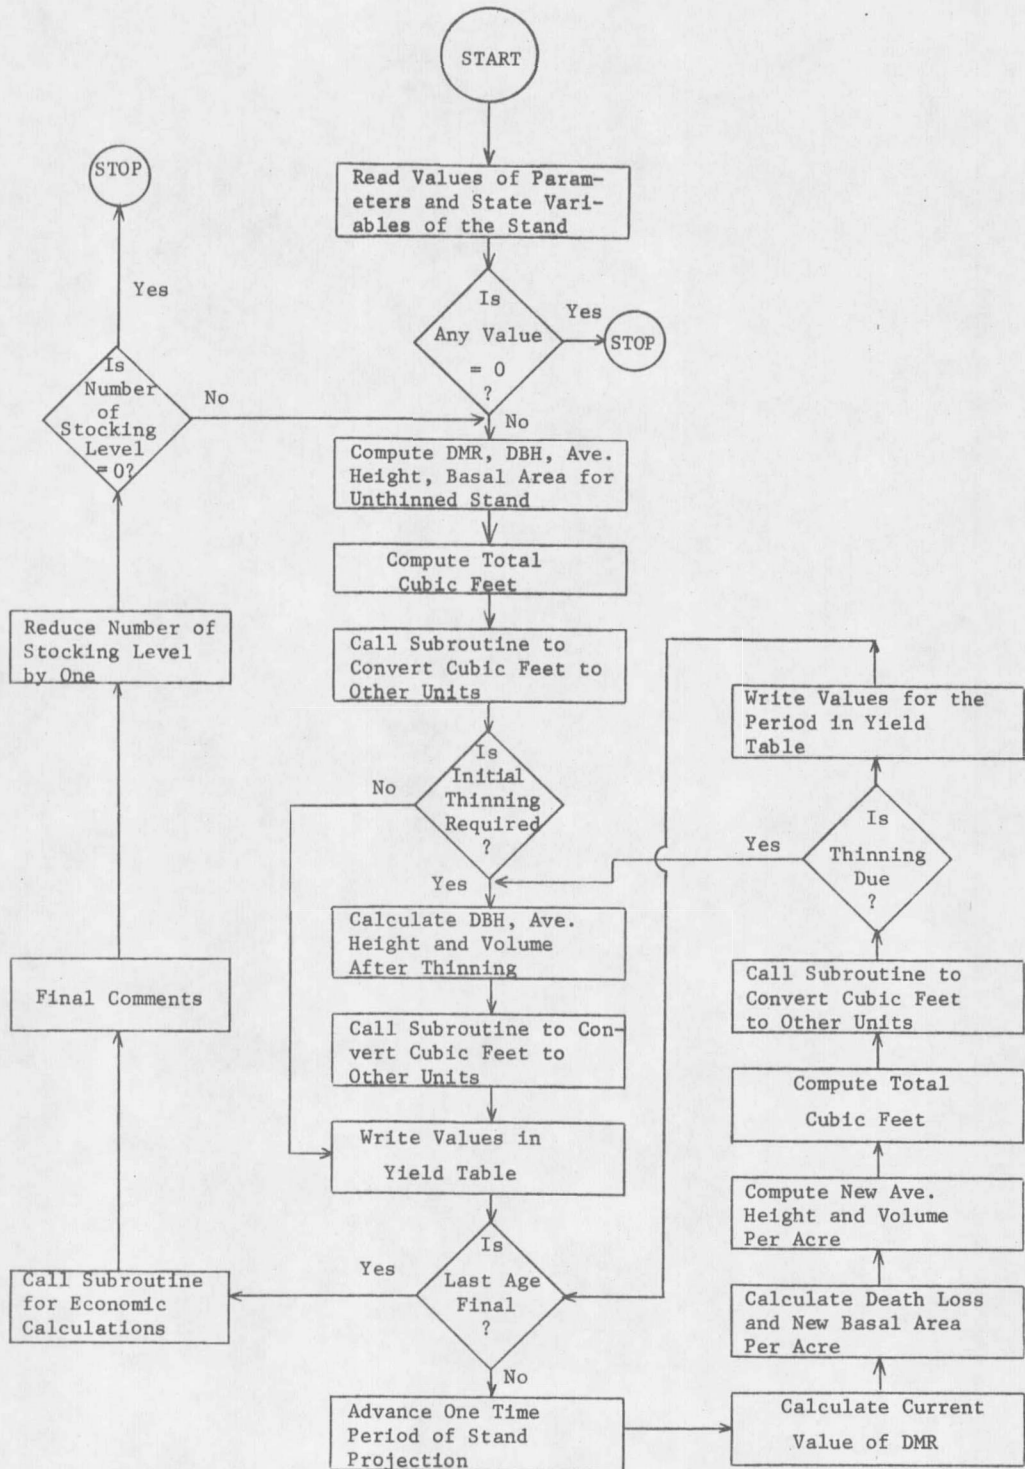 START
STOP
Read Values of Param-
eters and State Vari-
ables of the Stand
Yes
Is
Any Value
= 0
?
Yes
STOP
Is
Number
of
Stocking
Level
= 0?
No
No
Compute DMR, DBH, Ave.
Height, Basal Area for
Unthinned Stand
Compute Total
Cubic Feet
Reduce Number of
Stocking Level
by One
Call Subroutine to
Convert Cubic Feet to
Other Units
Write Values for the
Period in Yield
Table
Is
Initial
Thinning
Required
?
No
Yes
Is
Thinning
Due
?
Yes
Calculate DBH, Ave.
Height and Volume
After Thinning
Call Subroutine to
Convert Cubic Feet
to Other Units
Final Comments
Call Subroutine to Con-
vert Cubic Feet to
Other Units
Compute Total
Cubic Feet
Write Values in
Yield Table
Compute New Ave.
Height and Volume
Per Acre
Is
Last Age
Final
?
Yes
No
Call Subroutine
for Economic
Calculations
Calculate Death Loss
and New Basal Area
Per Acre
Advance One Time
Period of Stand
Projection
Calculate Current
Value of DMR